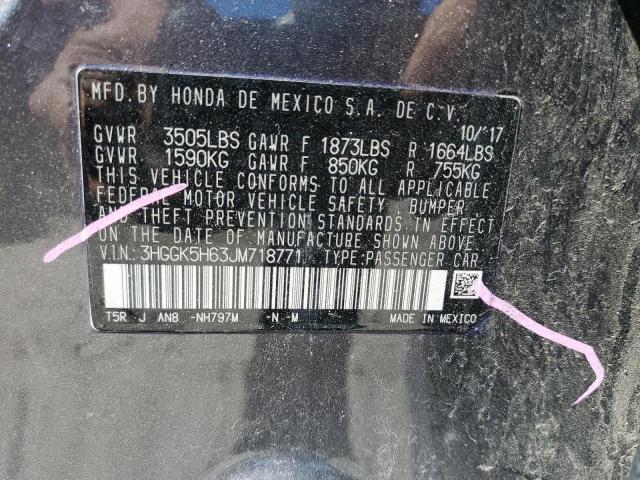 MFD. BY HONDA DE MEXICO S.A. DE C.V.
10/'17
GVWR 3505LBS GAWR F 1873LBS R 1664LBS
GVWR 1590KG GAWR F 850KG R 755KG
THIS VEHICLE CONFORMS TO ALL APPLICABLE
FEDERAL MOTOR VEHICLE SAFETY, BUMPER,
AND THEFT PREVENTION STANDARDS IN EFFECT
ON THE DATE OF MANUFACTURE SHOWN ABOVE.
V.I.N.: 3HGGK5H63JM718771 TYPE:PASSENGER CAR
T5R J AN8 -NH797M -N -M MADE IN MEXICO